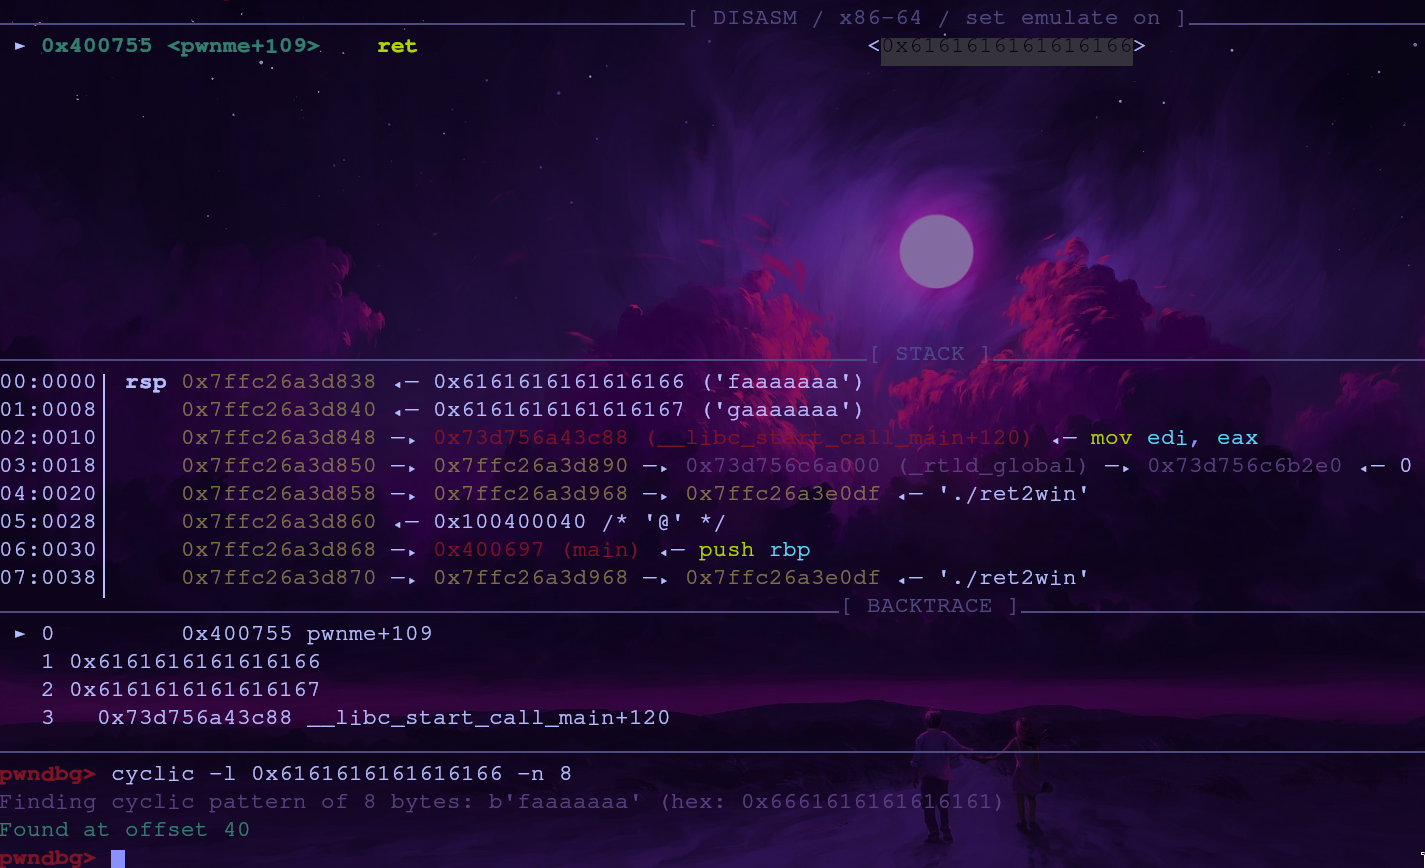 [ DISASM / x86-64 / set emulate on ]
► 0x400755 <pwnme+109> ret <0x6161616161616166>
[ STACK ]
00:0000│ rsp 0x7ffc26a3d838 ◂— 0x6161616161616166 ('faaaaaaa')
01:0008│ 0x7ffc26a3d840 ◂— 0x6161616161616167 ('gaaaaaaa')
02:0010│ 0x7ffc26a3d848 —▸ 0x73d756a43c88 (__libc_start_call_main+120) ◂— mov edi, eax
03:0018│ 0x7ffc26a3d850 —▸ 0x7ffc26a3d890 —▸ 0x73d756c6a000 (_rtld_global) —▸ 0x73d756c6b2e0 ◂— 0
04:0020│ 0x7ffc26a3d858 —▸ 0x7ffc26a3d968 —▸ 0x7ffc26a3e0df ◂— './ret2win'
05:0028│ 0x7ffc26a3d860 ◂— 0x100400040 /* '@' */
06:0030│ 0x7ffc26a3d868 —▸ 0x400697 (main) ◂— push rbp
07:0038│ 0x7ffc26a3d870 —▸ 0x7ffc26a3d968 —▸ 0x7ffc26a3e0df ◂— './ret2win'
[ BACKTRACE ]
► 0 0x400755 pwnme+109
1 0x6161616161616166
2 0x6161616161616167
3 0x73d756a43c88 __libc_start_call_main+120
pwndbg> cyclic -l 0x6161616161616166 -n 8
Finding cyclic pattern of 8 bytes: b'faaaaaaa' (hex: 0x6661616161616161)
Found at offset 40
pwndbg>